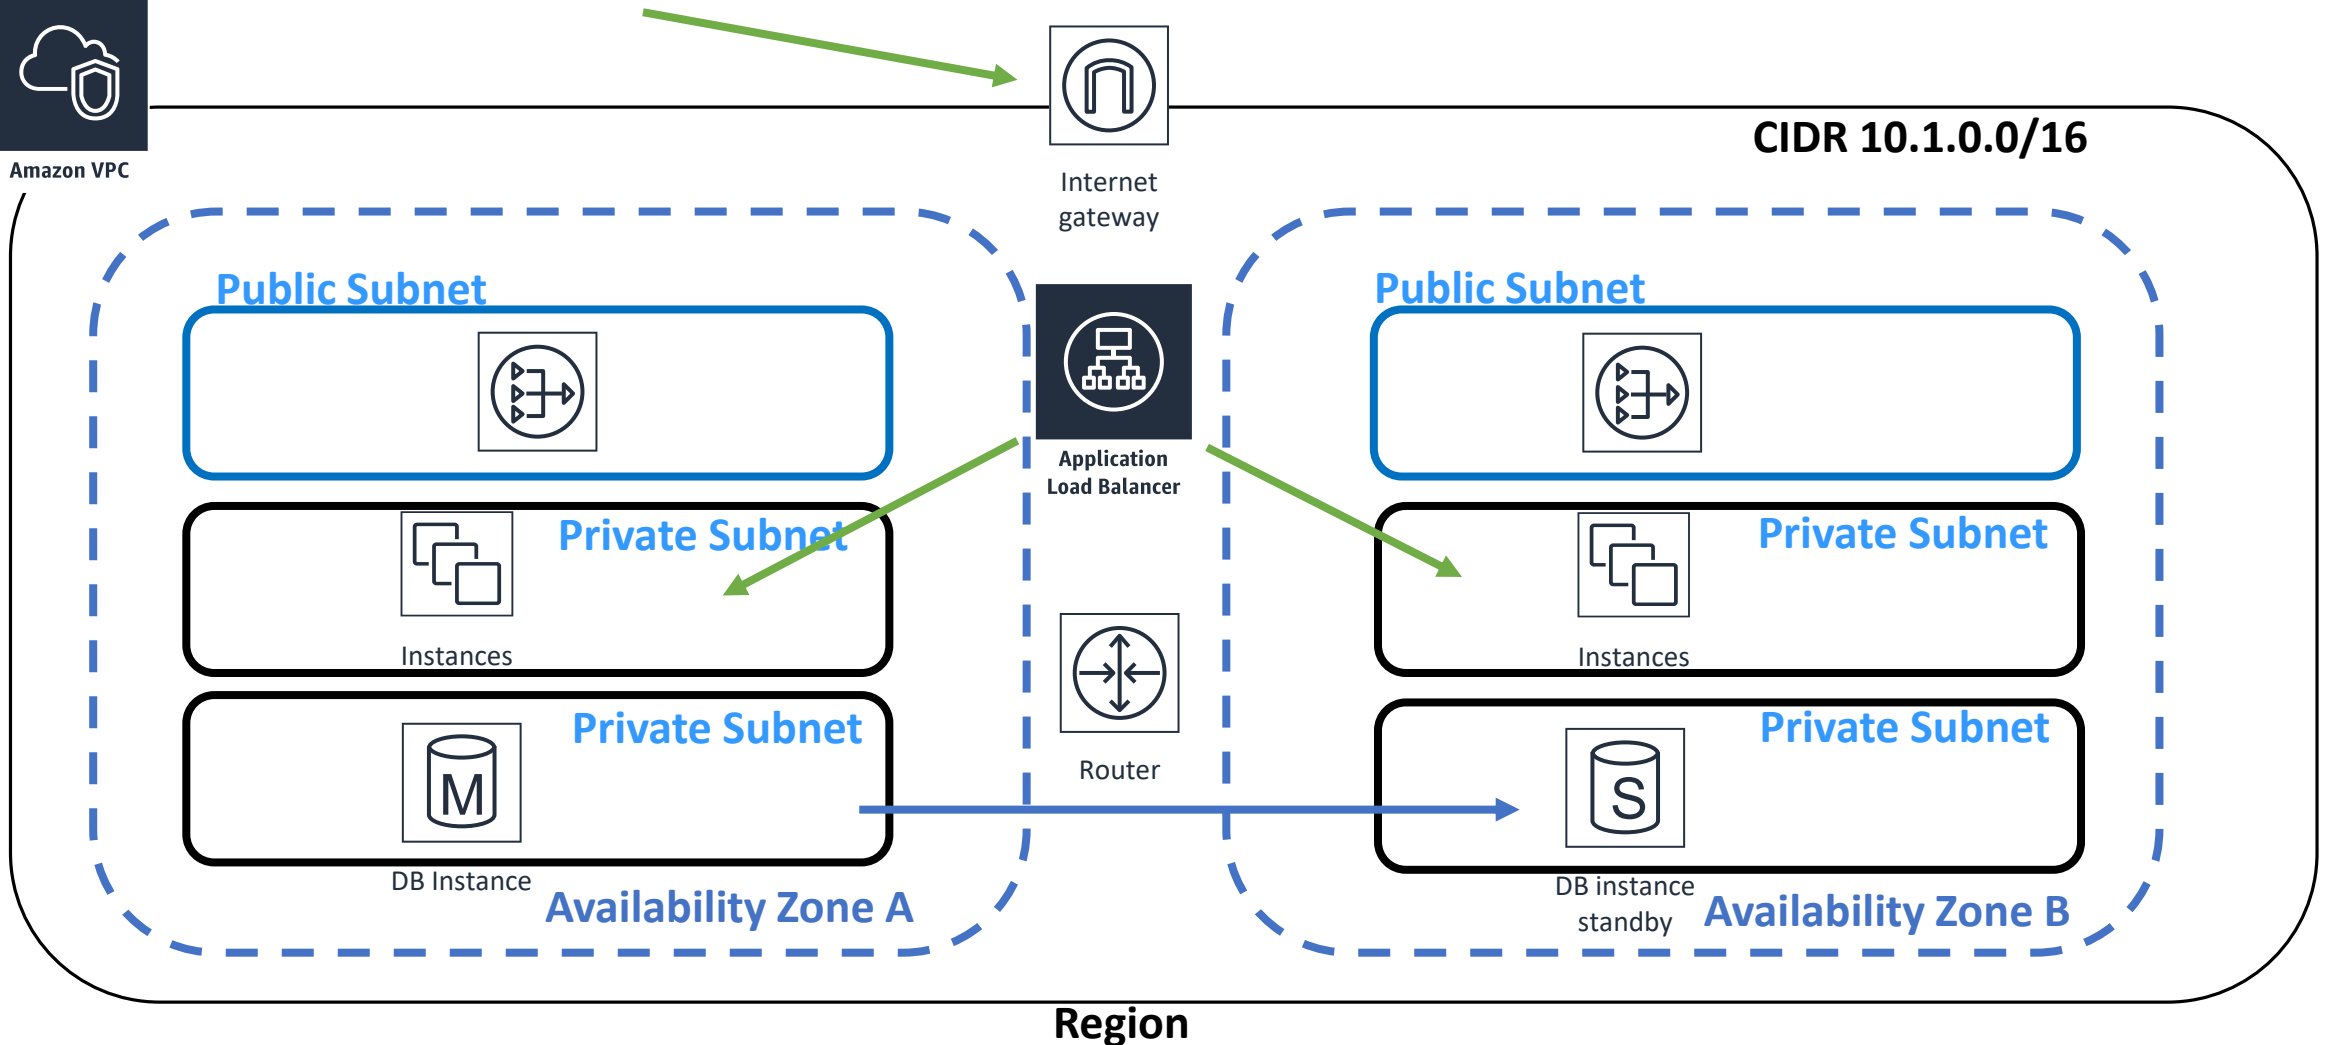 Amazon VPC
CIDR 10.1.0.0/16
Internet
gateway
Public Subnet
Public Subnet
Application
Load Balancer
Private Subnet
Instances
Private Subnet
Instances
Router
Private Subnet
M
DB Instance
Private Subnet
S
DB instance
standby
Availability Zone A
Availability Zone B
Region